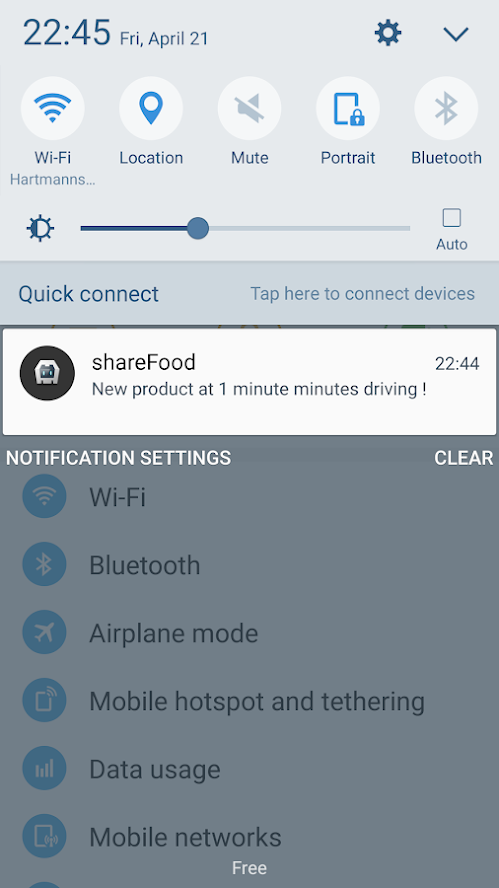 22:45 Fri, April 21
Wi-Fi Location Mute Portrait Bluetooth
Hartmanns...
Auto
Quick connect Tap here to connect devices
shareFood 22:44
New product at 1 minute minutes driving !
NOTIFICATION SETTINGS CLEAR
Wi-Fi
Bluetooth
Airplane mode
Mobile hotspot and tethering
Data usage
Mobile networks
Free